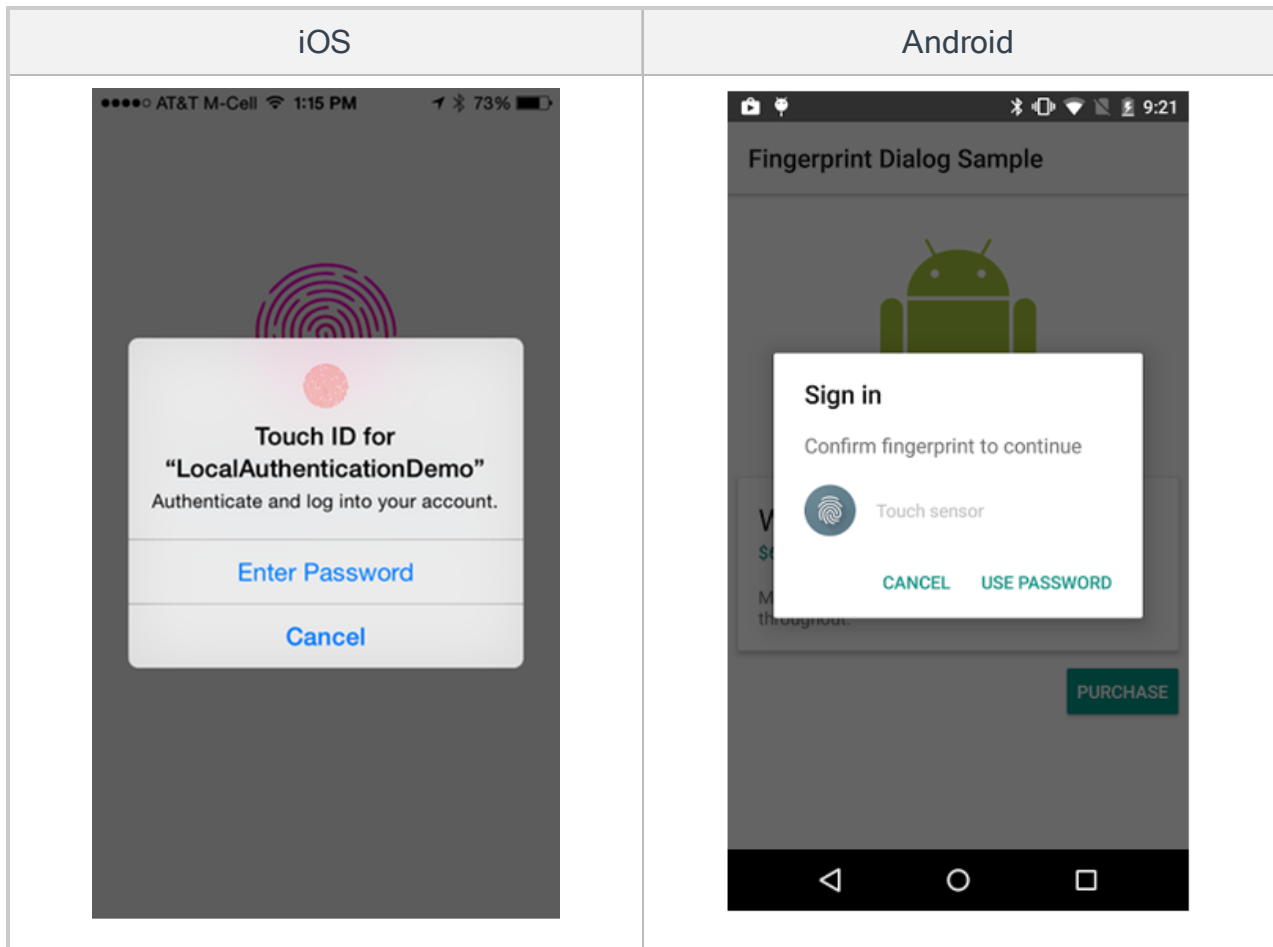 iOS
Android
AT&T M-Cell 1:15 PM 73%
Touch ID for
“LocalAuthenticationDemo”
Authenticate and log into your account.
Enter Password
Cancel
9:21
Fingerprint Dialog Sample
Sign in
Confirm fingerprint to continue
Touch sensor
CANCEL USE PASSWORD
throughout.
PURCHASE